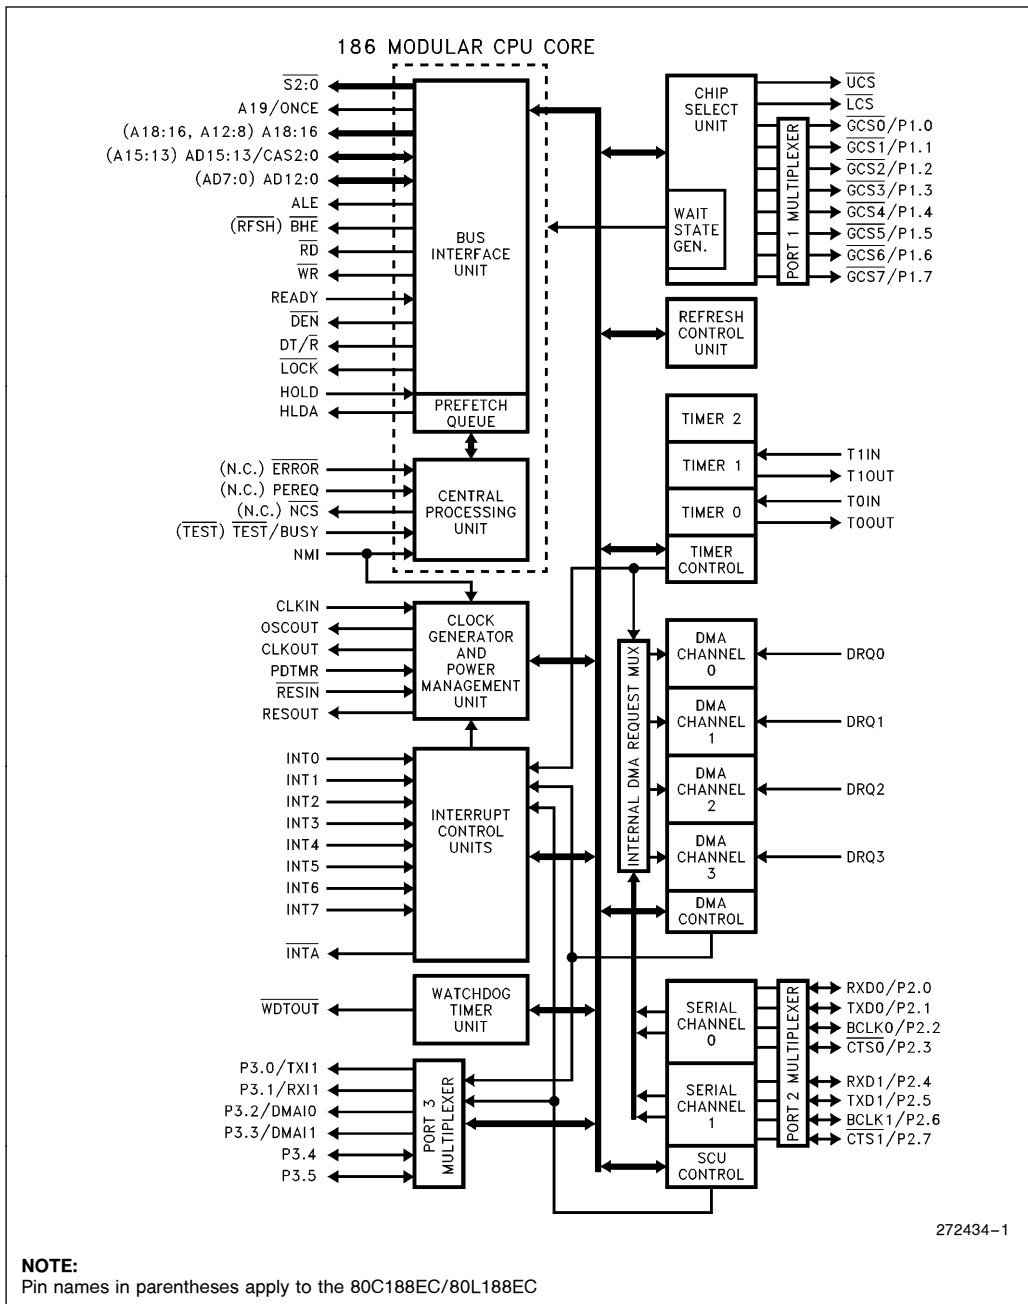 186 MODULAR CPU CORE
S2:0
A19/ONCE
(A18:16, A12:8) A18:16
(A15:13) AD15:13/CAS2:0
(AD7:0) AD12:0
ALE
(RFSH) BHE
RD
WR
READY
DEN
DT/R
LOCK
HOLD
HLDA
BUS
INTERFACE
UNIT
PREFETCH
QUEUE
(N.C.) ERROR
(N.C.) PEREQ
(N.C.) NCS
(TEST) TEST/BUSY
NMI
CENTRAL
PROCESSING
UNIT
CLKIN
OSCOUT
CLKOUT
PDTMR
RESIN
RESOUT
CLOCK
GENERATOR
AND
POWER
MANAGEMENT
UNIT
INT0
INT1
INT2
INT3
INT4
INT5
INT6
INT7
INTA
INTERRUPT
CONTROL
UNITS
WDTOUT
WATCHDOG
TIMER
UNIT
P3.0/TXI1
P3.1/RXI1
P3.2/DMAI0
P3.3/DMAI1
P3.4
P3.5
PORT 3
MULTIPLEXER
CHIP
SELECT
UNIT
WAIT
STATE
GEN.
PORT 1 MULTIPLEXER
UCS
LCS
GCS0/P1.0
GCS1/P1.1
GCS2/P1.2
GCS3/P1.3
GCS4/P1.4
GCS5/P1.5
GCS6/P1.6
GCS7/P1.7
REFRESH
CONTROL
UNIT
TIMER 2
TIMER 1
TIMER 0
TIMER
CONTROL
T1IN
T1OUT
T0IN
T0OUT
INTERNAL DMA REQUEST MUX
DMA
CHANNEL
0
DMA
CHANNEL
1
DMA
CHANNEL
2
DMA
CHANNEL
3
DMA
CONTROL
DRQ0
DRQ1
DRQ2
DRQ3
SERIAL
CHANNEL
0
SERIAL
CHANNEL
1
SCU
CONTROL
PORT 2 MULTIPLEXER
RXD0/P2.0
TXD0/P2.1
BCLK0/P2.2
CTS0/P2.3
RXD1/P2.4
TXD1/P2.5
BCLK1/P2.6
CTS1/P2.7
272434–1
NOTE:
Pin names in parentheses apply to the 80C188EC/80L188EC